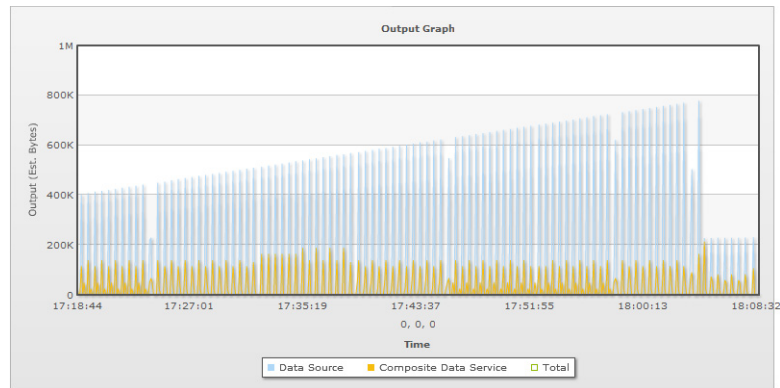 Output Graph
1M
800K
600K
400K
200K
0
Output (Est. Bytes)
17:18:44 17:27:01 17:35:19 17:43:37 17:51:55 18:00:13 18:08:32
0, 0, 0
Time
Data Source Composite Data Service Total